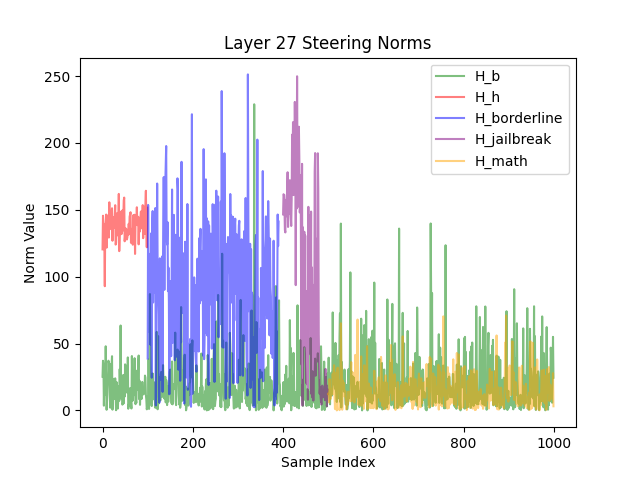 Layer 27 Steering Norms
250
200
150
100
50
0
Norm Value
H_b
H_h
H_borderline
H_jailbreak
H_math
0
200
400
600
800
1000
Sample Index